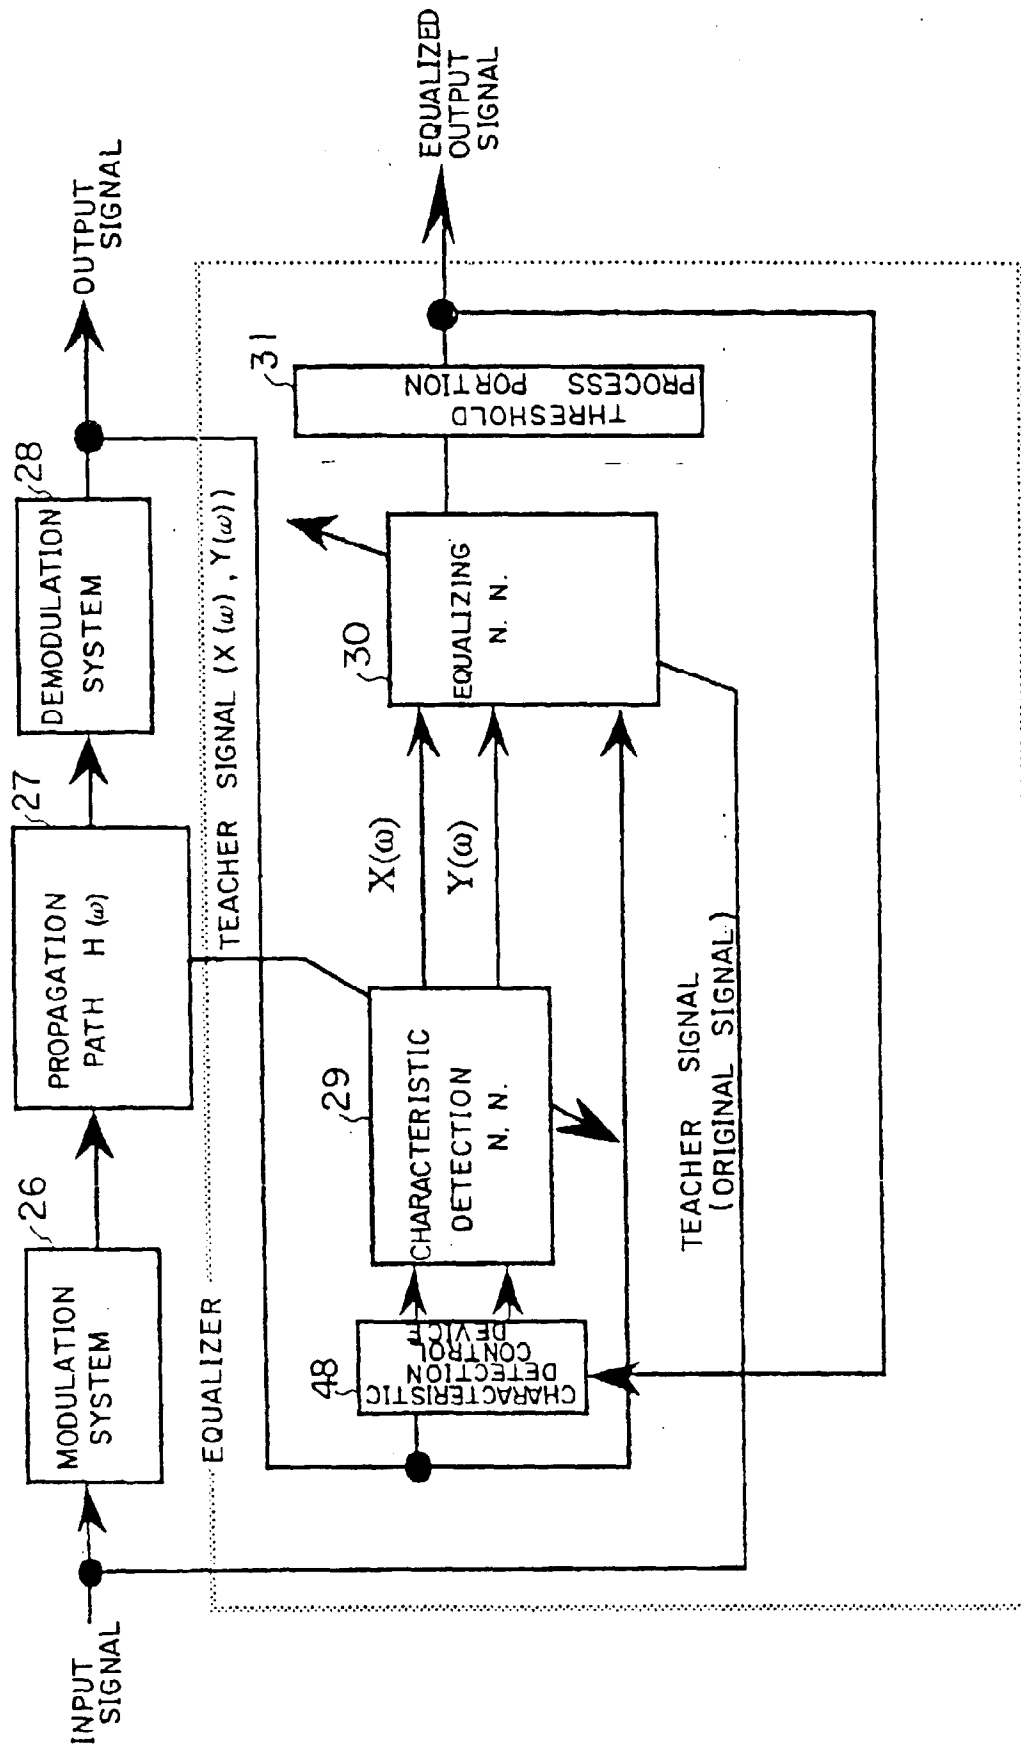 INPUT
SIGNAL
MODULATION
SYSTEM
26
PROPAGATION
PATH H(ω)
27
DEMODULATION
SYSTEM
28
OUTPUT
SIGNAL
EQUALIZER
TEACHER SIGNAL (X(ω), Y(ω))
48
CHARACTERISTIC
DETECTION
CONTROL
DEVICE
29
CHARACTERISTIC
DETECTION
N. N.
X(ω)
Y(ω)
30
EQUALIZING
N. N.
31
THRESHOLD
PROCESS PORTION
EQUALIZED
OUTPUT
SIGNAL
TEACHER SIGNAL
(ORIGINAL SIGNAL)